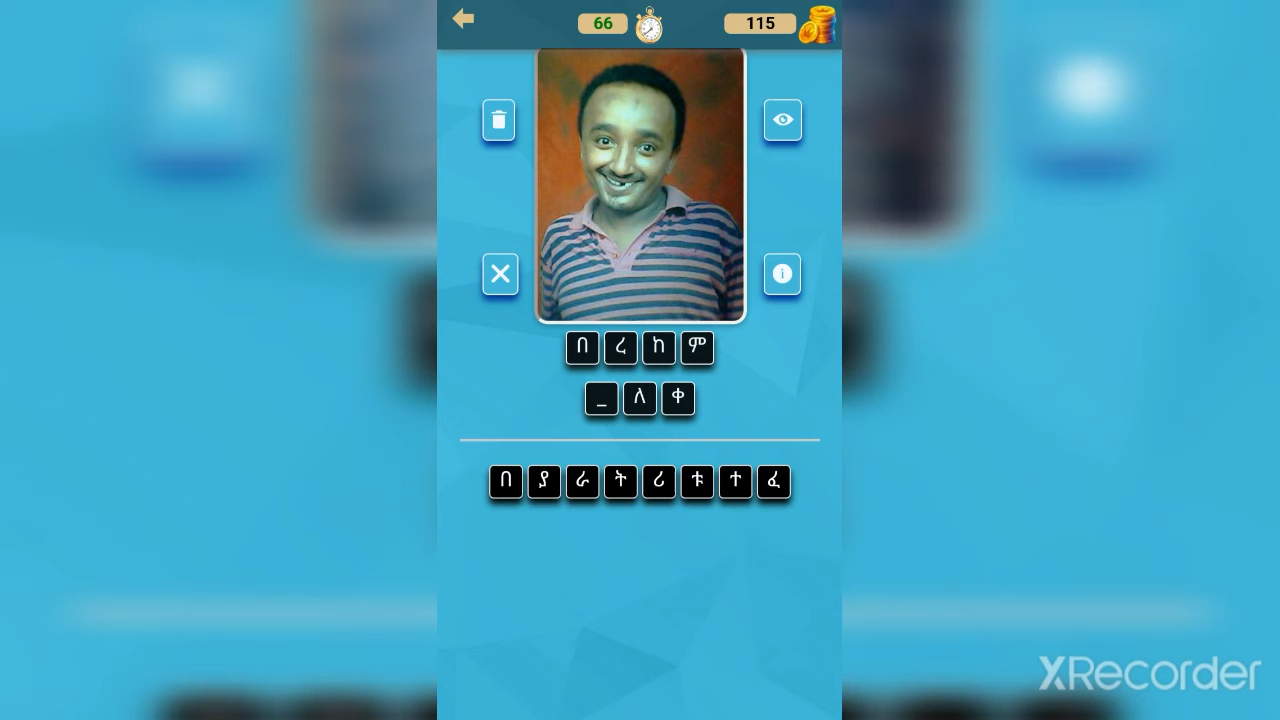 66 115
በ ረ ከ ም
_ ለ ቀ
በ ያ ራ ት ሪ ቱ ተ ፈ
XRecorder